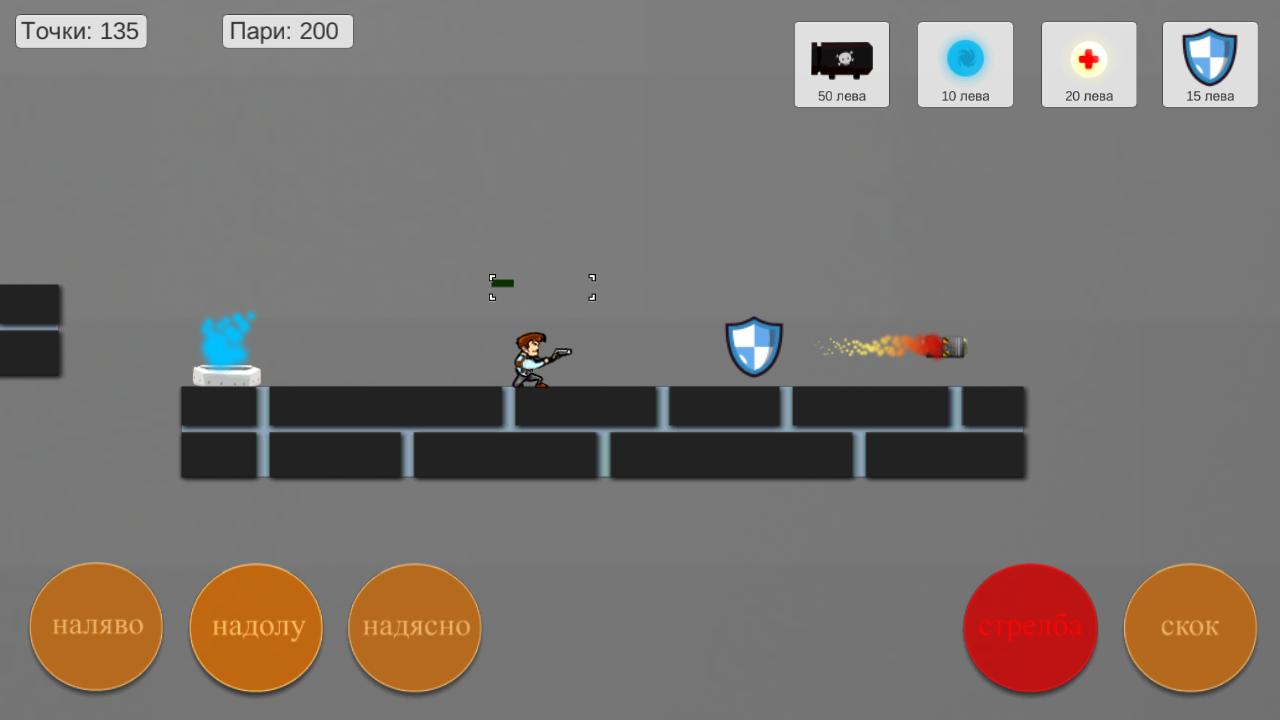 Точки: 135
Пари: 200
50 лева
10 лева
20 лева
15 лева
наляво
надолу
надясно
стрелба
скок